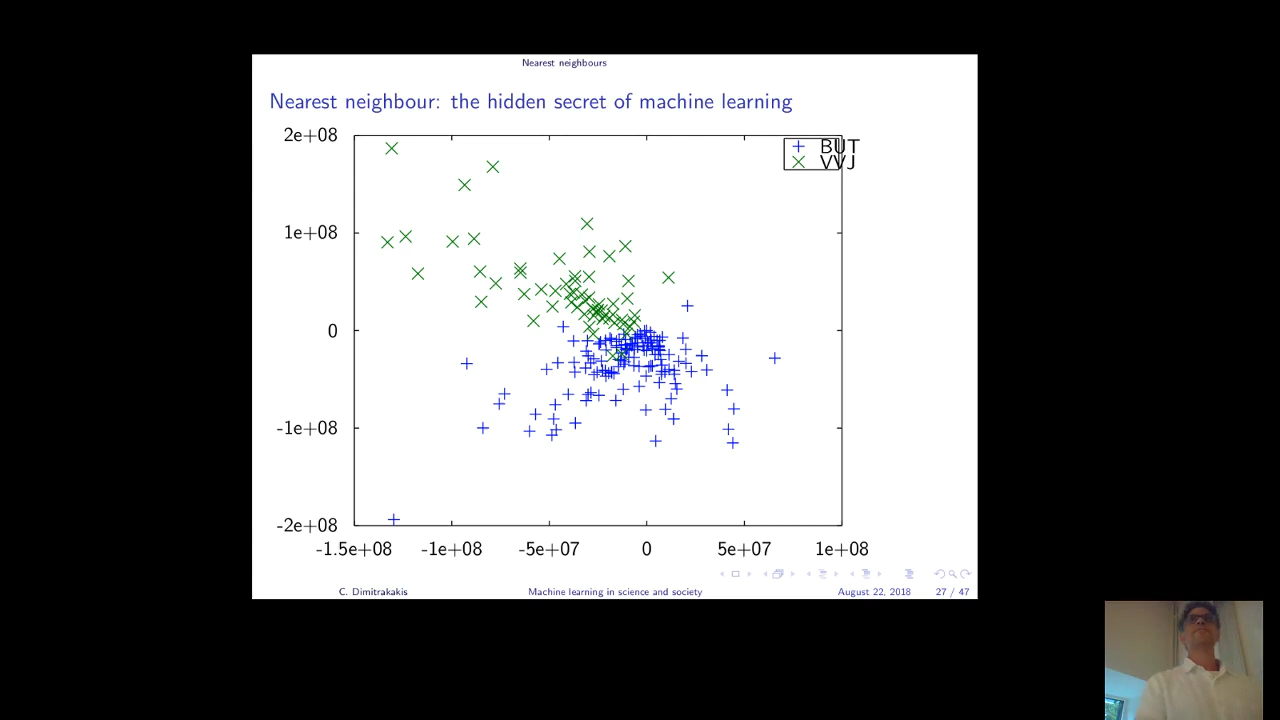 Nearest neighbours
Nearest neighbour: the hidden secret of machine learning
2e+08
1e+08
0
-1e+08
-2e+08
BUT
VVJ
-1.5e+08 -1e+08 -5e+07 0 5e+07 1e+08
C. Dimitrakakis Machine learning in science and society August 22, 2018 27 / 47